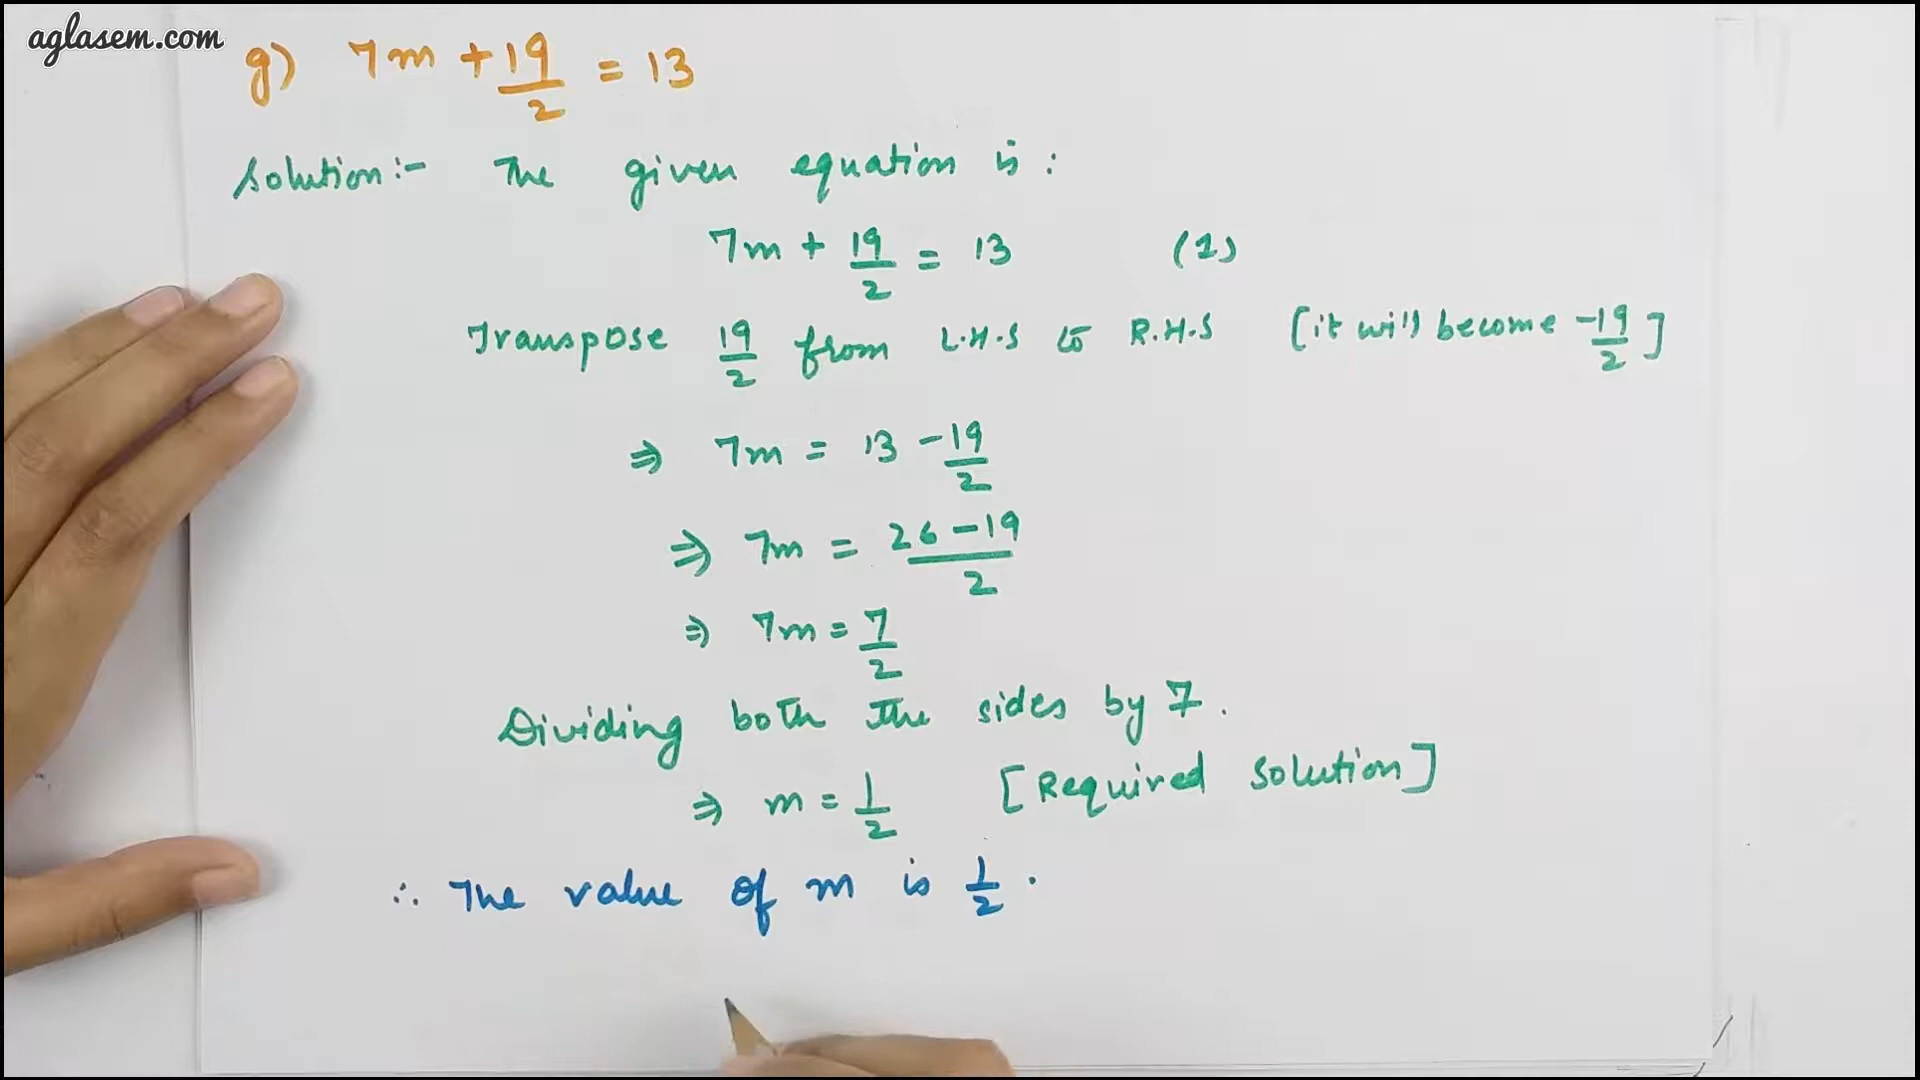 aglasem.com
g) 7m + 19/2 = 13
Solution:- The given equation is:
7m + 19/2 = 13 (1)
Transpose 19/2 from L.H.S to R.H.S [it will become -19/2]
⇒ 7m = 13 - 19/2
⇒ 7m = 26 - 19/2
⇒ 7m = 7/2
Dividing both the sides by 7.
⇒ m = 1/2 [Required Solution]
∴ The value of m is 1/2.